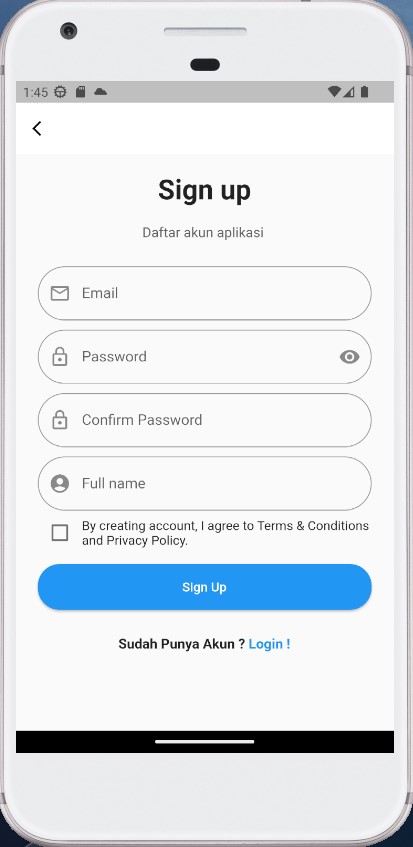 1:45
Sign up
Daftar akun aplikasi
Email
Password
Confirm Password
Full name
By creating account, I agree to Terms & Conditions
and Privacy Policy.
Sign Up
Sudah Punya Akun ? Login !